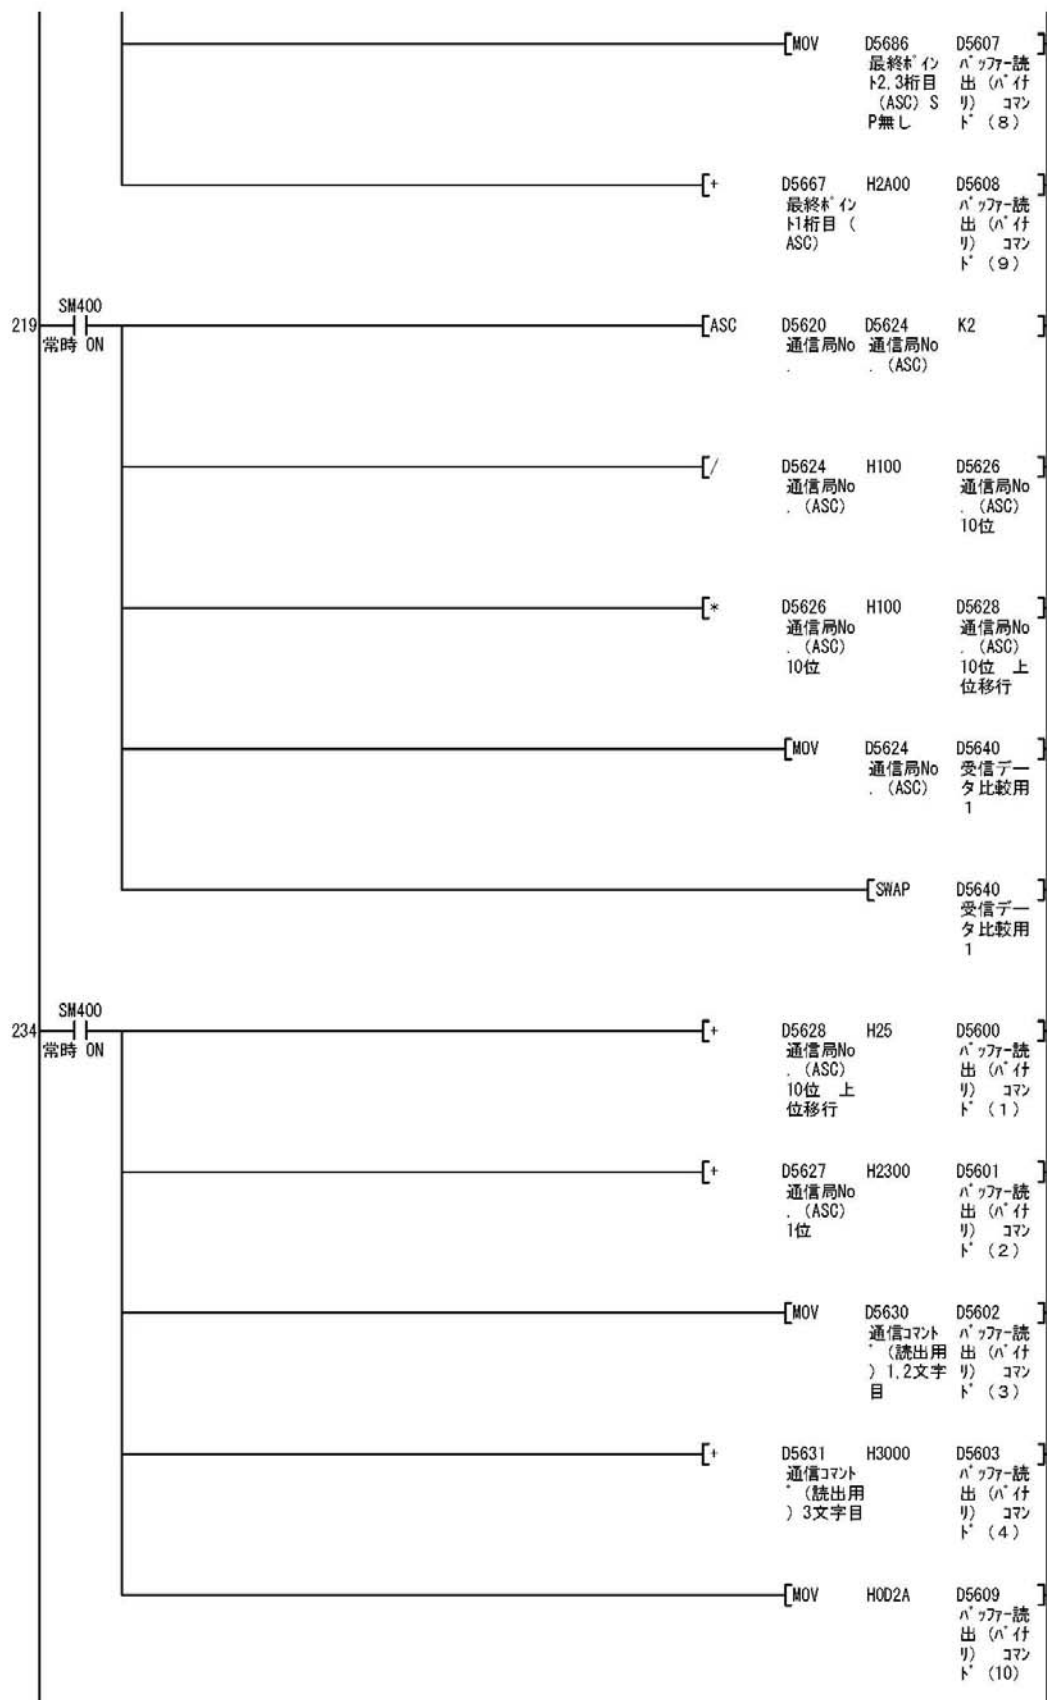 [MOV D5686 D5607 ]
最終ﾎﾟｲﾝ ﾊﾞｯﾌｧｰ読
ﾄ2,3桁目 出（ﾊﾞｲﾅ
（ASC）S ﾘ） ｺﾏﾝ
P無し ﾄﾞ（8）
[+ D5667 H2A00 D5608 ]
最終ﾎﾟｲﾝ ﾊﾞｯﾌｧｰ読
ﾄ1桁目（ 出（ﾊﾞｲﾅ
ASC） ﾘ） ｺﾏﾝ
ﾄﾞ（9）
SM400
219 [ASC D5620 D5624 K2 ]
常時 ON 通信局No 通信局No
. .（ASC）
[/ D5624 H100 D5626 ]
通信局No 通信局No
.（ASC） .（ASC）
10位
[* D5626 H100 D5628 ]
通信局No 通信局No
.（ASC） .（ASC）
10位 10位 上
位移行
[MOV D5624 D5640 ]
通信局No 受信デー
.（ASC） タ比較用
1
[SWAP D5640 ]
受信デー
タ比較用
1
SM400
234 [+ D5628 H25 D5600 ]
常時 ON 通信局No ﾊﾞｯﾌｧｰ読
.（ASC） 出（ﾊﾞｲﾅ
10位 上 ﾘ） ｺﾏﾝ
位移行 ﾄﾞ（1）
[+ D5627 H2300 D5601 ]
通信局No ﾊﾞｯﾌｧｰ読
.（ASC） 出（ﾊﾞｲﾅ
1位 ﾘ） ｺﾏﾝ
ﾄﾞ（2）
[MOV D5630 D5602 ]
通信ｺﾏﾝﾄ ﾊﾞｯﾌｧｰ読
ﾞ（読出用 出（ﾊﾞｲﾅ
）1,2文字 ﾘ） ｺﾏﾝ
目 ﾄﾞ（3）
[+ D5631 H3000 D5603 ]
通信ｺﾏﾝﾄ ﾊﾞｯﾌｧｰ読
ﾞ（読出用 出（ﾊﾞｲﾅ
）3文字目 ﾘ） ｺﾏﾝ
ﾄﾞ（4）
[MOV H0D2A D5609 ]
ﾊﾞｯﾌｧｰ読
出（ﾊﾞｲﾅ
ﾘ） ｺﾏﾝ
ﾄﾞ（10）